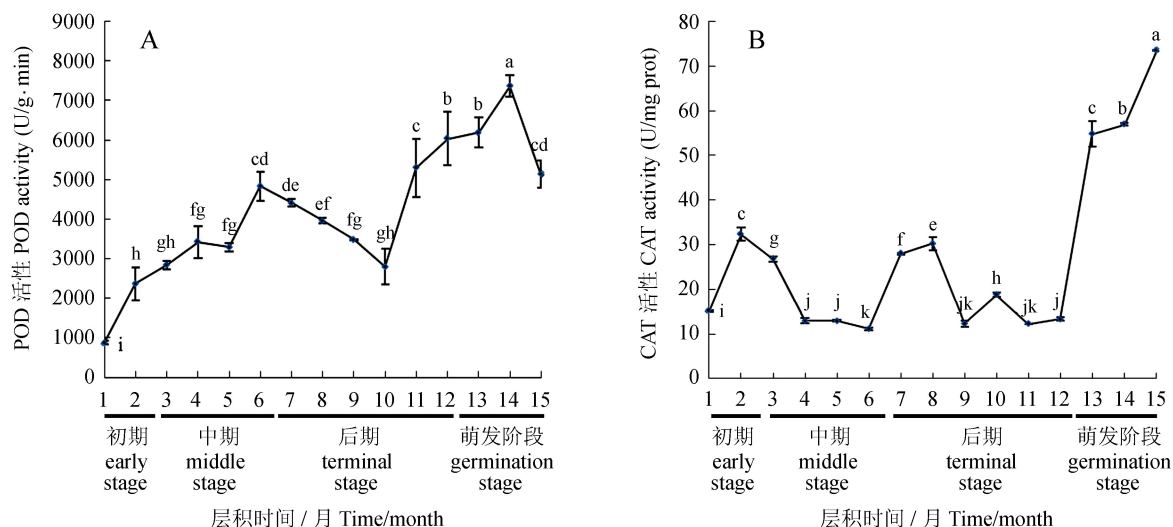 A
POD 活性 POD activity (U/g· min)
9000
8000
7000
6000
5000
4000
3000
2000
1000
0
i
h
gh
fg
fg
cd
de
ef
fg
gh
c
b
b
a
cd
1 2 3 4 5 6 7 8 9 10 11 12 13 14 15
初期 中期 后期 萌发阶段
early middle terminal germination
stage stage stage stage
层积时间 / 月 Time/month
B
CAT 活性 CAT activity (U/mg prot)
80
70
60
50
40
30
20
10
0
i
c
g
j
j
k
f
e
jk
h
jk
j
c
b
a
1 2 3 4 5 6 7 8 9 10 11 12 13 14 15
初期 中期 后期 萌发阶段
early middle terminal germination
stage stage stage stage
层积时间 / 月 Time/month